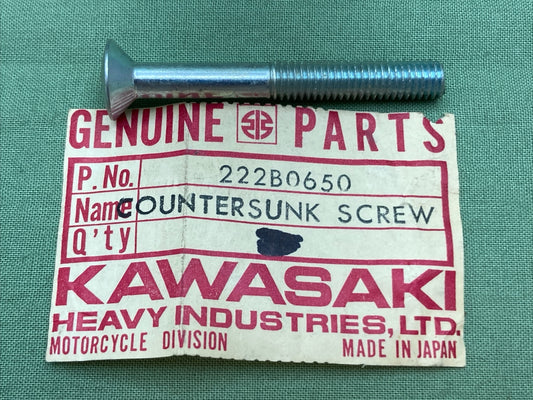 GENUINE PARTS
P. No. 222B0650
Name COUNTERSUNK SCREW
Q'ty
KAWASAKI
HEAVY INDUSTRIES, LTD.
MOTORCYCLE DIVISION MADE IN JAPAN